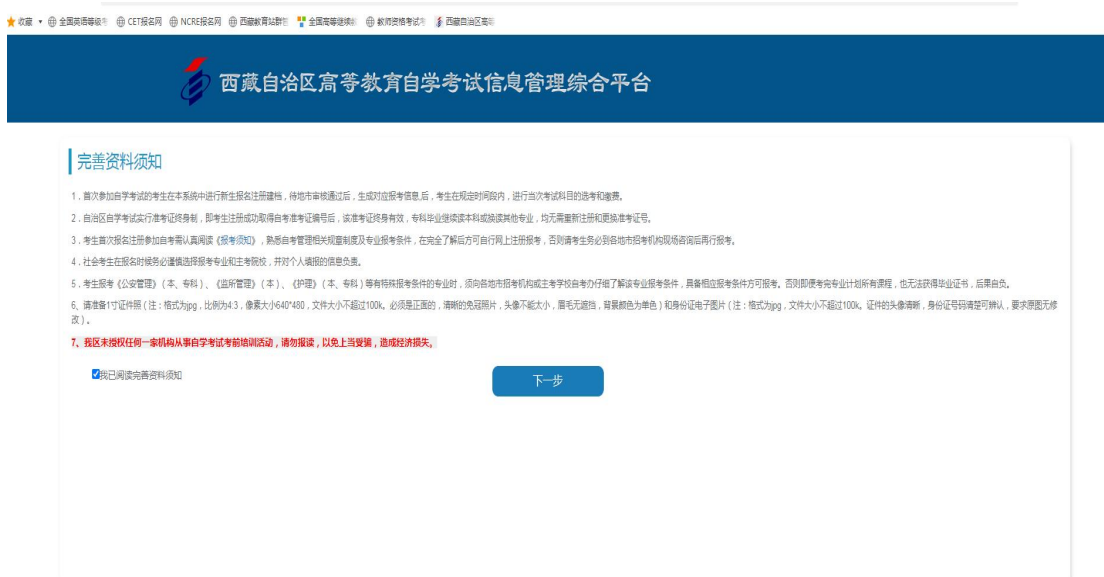 收藏 全国英语等级 CET报名网 NCRE报名网 西藏教育站群 全国高等继续 教师资格考试 西藏自治区高
西藏自治区高等教育自学考试信息管理综合平台
完善资料须知
1．首次参加自学考试的考生在本系统中进行新生报名注册建档，待地市审核通过后，生成对应报考信息后，考生在规定时间段内，进行当次考试科目的选考和缴费。
2．自治区自学考试实行准考证终身制，即考生注册成功取得自考准考证编号后，该准考证终身有效，专科毕业继续读本科或换读其他专业，均无需重新注册和更换准考证号。
3．考生首次报名注册参加自考需认真阅读《报考须知》，熟悉自考管理相关规章制度及专业报考条件，在完全了解后方可自行网上注册报考，否则请考生务必到各地市招考机构现场咨询后再行报考。
4．社会考生在报名时候务必谨慎选择报考专业和主考院校，并对个人填报的信息负责。
5．考生报考《公安管理》（本、专科）、《监所管理》（本）、《护理》（本、专科）等有特殊报考条件的专业时，须向各地市招考机构或主考学校自考办仔细了解该专业报考条件，具备相应报考条件方可报考。否则即便考完专业计划所有课程，也无法获得毕业证书，后果自负。
6、请准备1寸证件照（注：格式为jpg，比例为4:3，像素大小640*480，文件大小不超过100k。必须是正面的，清晰的免冠照片，头像不能太小，眉毛无遮挡，背景颜色为单色）和身份证电子图片（注：格式为jpg，文件大小不超过100k。证件的头像清晰，身份证号码清楚可辨认，要求原图无修
改）。
7、我区未授权任何一家机构从事自学考试考前培训活动，请勿报读，以免上当受骗，造成经济损失。
我已阅读完善资料须知
下一步